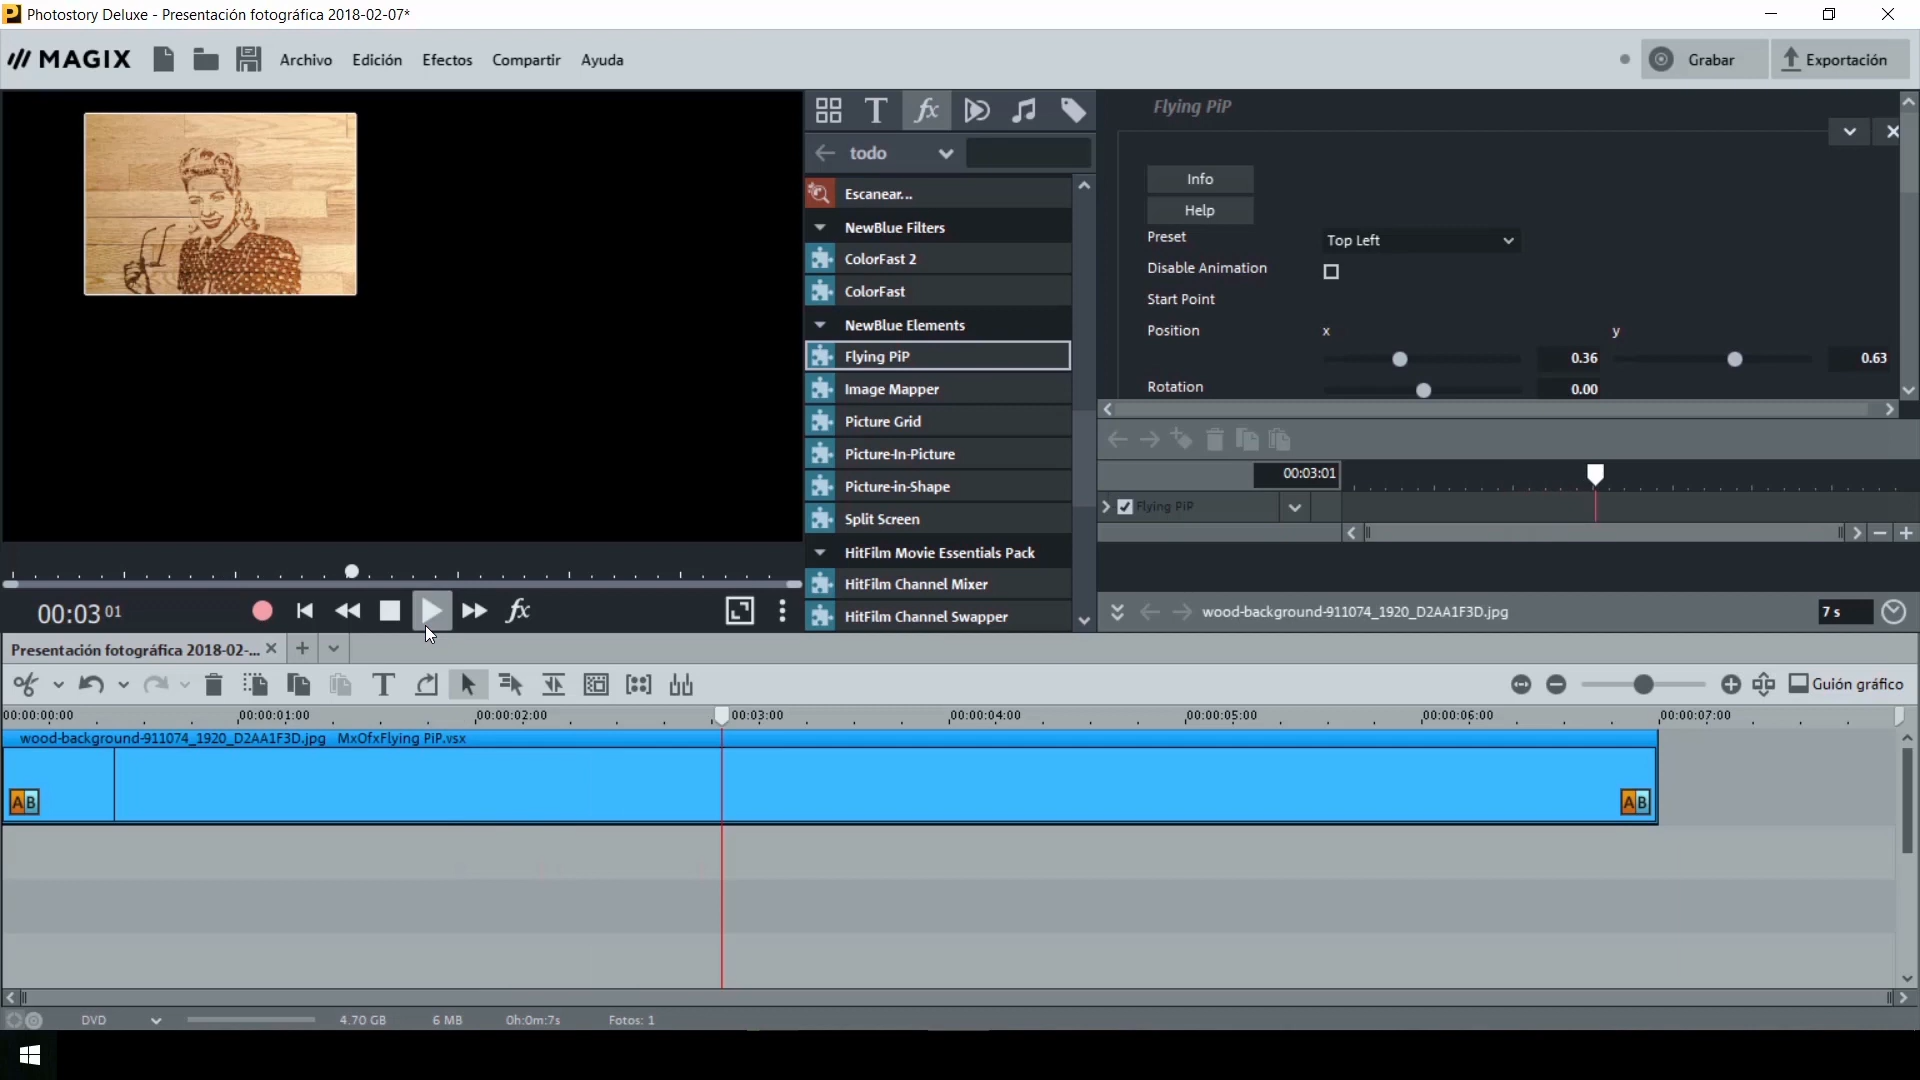 Photostory Deluxe - Presentación fotográfica 2018-02-07*
MAGIX Archivo Edición Efectos Compartir Ayuda Grabar Exportación
Flying PiP
todo
Escanear...
NewBlue Filters
ColorFast 2
ColorFast
NewBlue Elements
Flying PiP
Image Mapper
Picture Grid
Picture-In-Picture
Picture-in-Shape
Split Screen
HitFilm Movie Essentials Pack
HitFilm Channel Mixer
HitFilm Channel Swapper
Info
Help
Preset Top Left
Disable Animation
Start Point
Position x y
0.36 0.63
Rotation 0.00
00:03:01
Flying PiP
00:03 01
wood-background-911074_1920_D2AA1F3D.jpg 7 s
Presentación fotográfica 2018-02-...
Guión gráfico
00:00:00:00 00:00:01:00 00:00:02:00 00:00:03:00 00:00:04:00 00:00:05:00 00:00:06:00 00:00:07:00
wood-background-911074_1920_D2AA1F3D.jpg MxOfxFlying PiP.vsx
AB AB
DVD 4.70 GB 6 MB 0h:0m:7s Fotos: 1